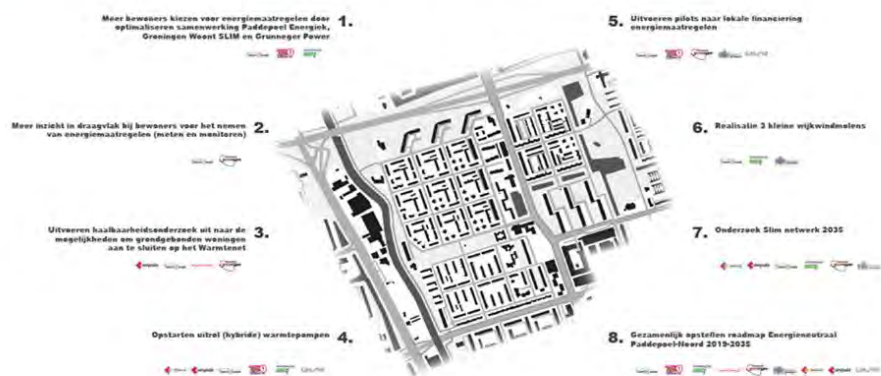 Meer bewoners kiezen voor energiemaatregelen door
optimaliseren samenwerking Paddepoel Energiek,
Groningen Woont SLIM en Grunneger Power
1.
Meer inzicht in draagvlak bij bewoners voor het nemen
van energiemaatregelen (meten en monitoren)
2.
Uitvoeren haalbaarheidsonderzoek uit naar de
mogelijkheden om grondgebonden woningen
aan te sluiten op het Warmtenet
3.
Opstarten uitrol (hybride) warmtepompen
4.
5.
Uitvoeren pilots naar lokale financiering
energiemaatregelen
6.
Realisatie 3 kleine wijkwindmolens
7.
Onderzoek Slim netwerk 2035
8.
Gezamenlijk opstellen roadmap Energieneutraal
Paddepoel-Noord 2019-2035